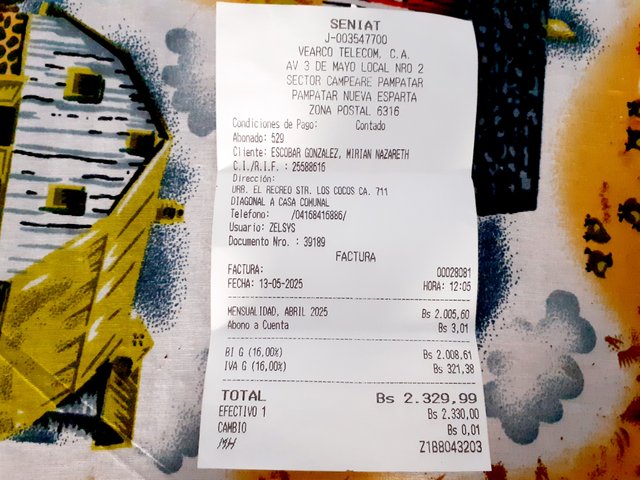 SENIAT
J-003547700
VEARCO TELECOM, C.A.
AV 3 DE MAYO LOCAL NRO 2
SECTOR CAMPEARE PAMPATAR
PAMPATAR NUEVA ESPARTA
ZONA POSTAL 6316
Condiciones de Pago: Contado
Abonado: 529
Cliente: ESCOBAR GONZALEZ, MIRIAN NAZARETH
C.I./R.I.F. : 25588616
Dirección:
URB. EL RECREO STR. LOS COCOS CA. 711
DIAGONAL A CASA COMUNAL
Telefono: /04168416886/
Usuario: ZELSYS
Documento Nro. : 39189
FACTURA
FACTURA: 00028081
FECHA: 13-05-2025 HORA: 12:05
MENSUALIDAD, ABRIL 2025 Bs 2.005,60
Abono a Cuenta Bs 3,01
BI G (16,00%) Bs 2.008,61
IVA G (16,00%) Bs 321,38
TOTAL Bs 2.329,99
EFECTIVO 1 Bs 2.330,00
CAMBIO Bs 0,01
MH Z1B8043203